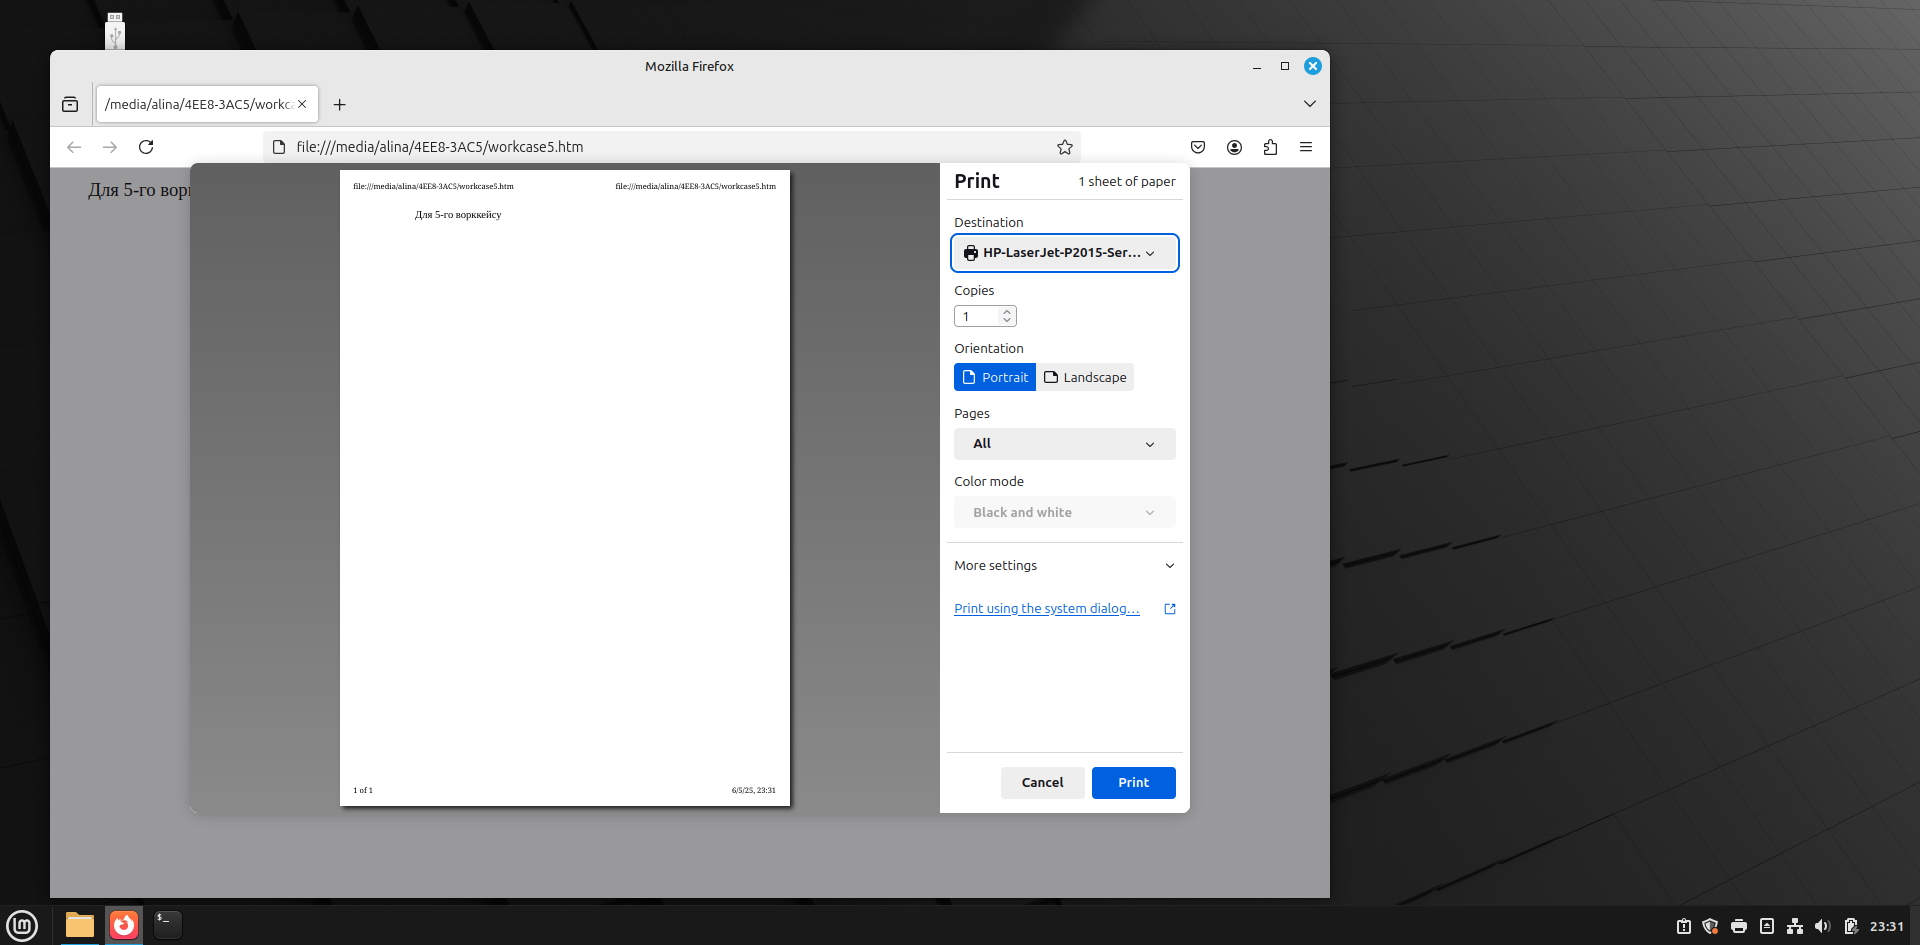 Mozilla Firefox
/media/alina/4EE8-3AC5/workc
file:///media/alina/4EE8-3AC5/workcase5.htm
Для 5-го вор
file:///media/alina/4EE8-3AC5/workcase5.htm file:///media/alina/4EE8-3AC5/workcase5.htm
Для 5-го ворккейсу
1 of 1 6/5/25, 23:31
Print 1 sheet of paper
Destination
HP-LaserJet-P2015-Ser...
Copies
1
Orientation
Portrait Landscape
Pages
All
Color mode
Black and white
More settings
Print using the system dialog…
Cancel Print
lm $_ 23:31